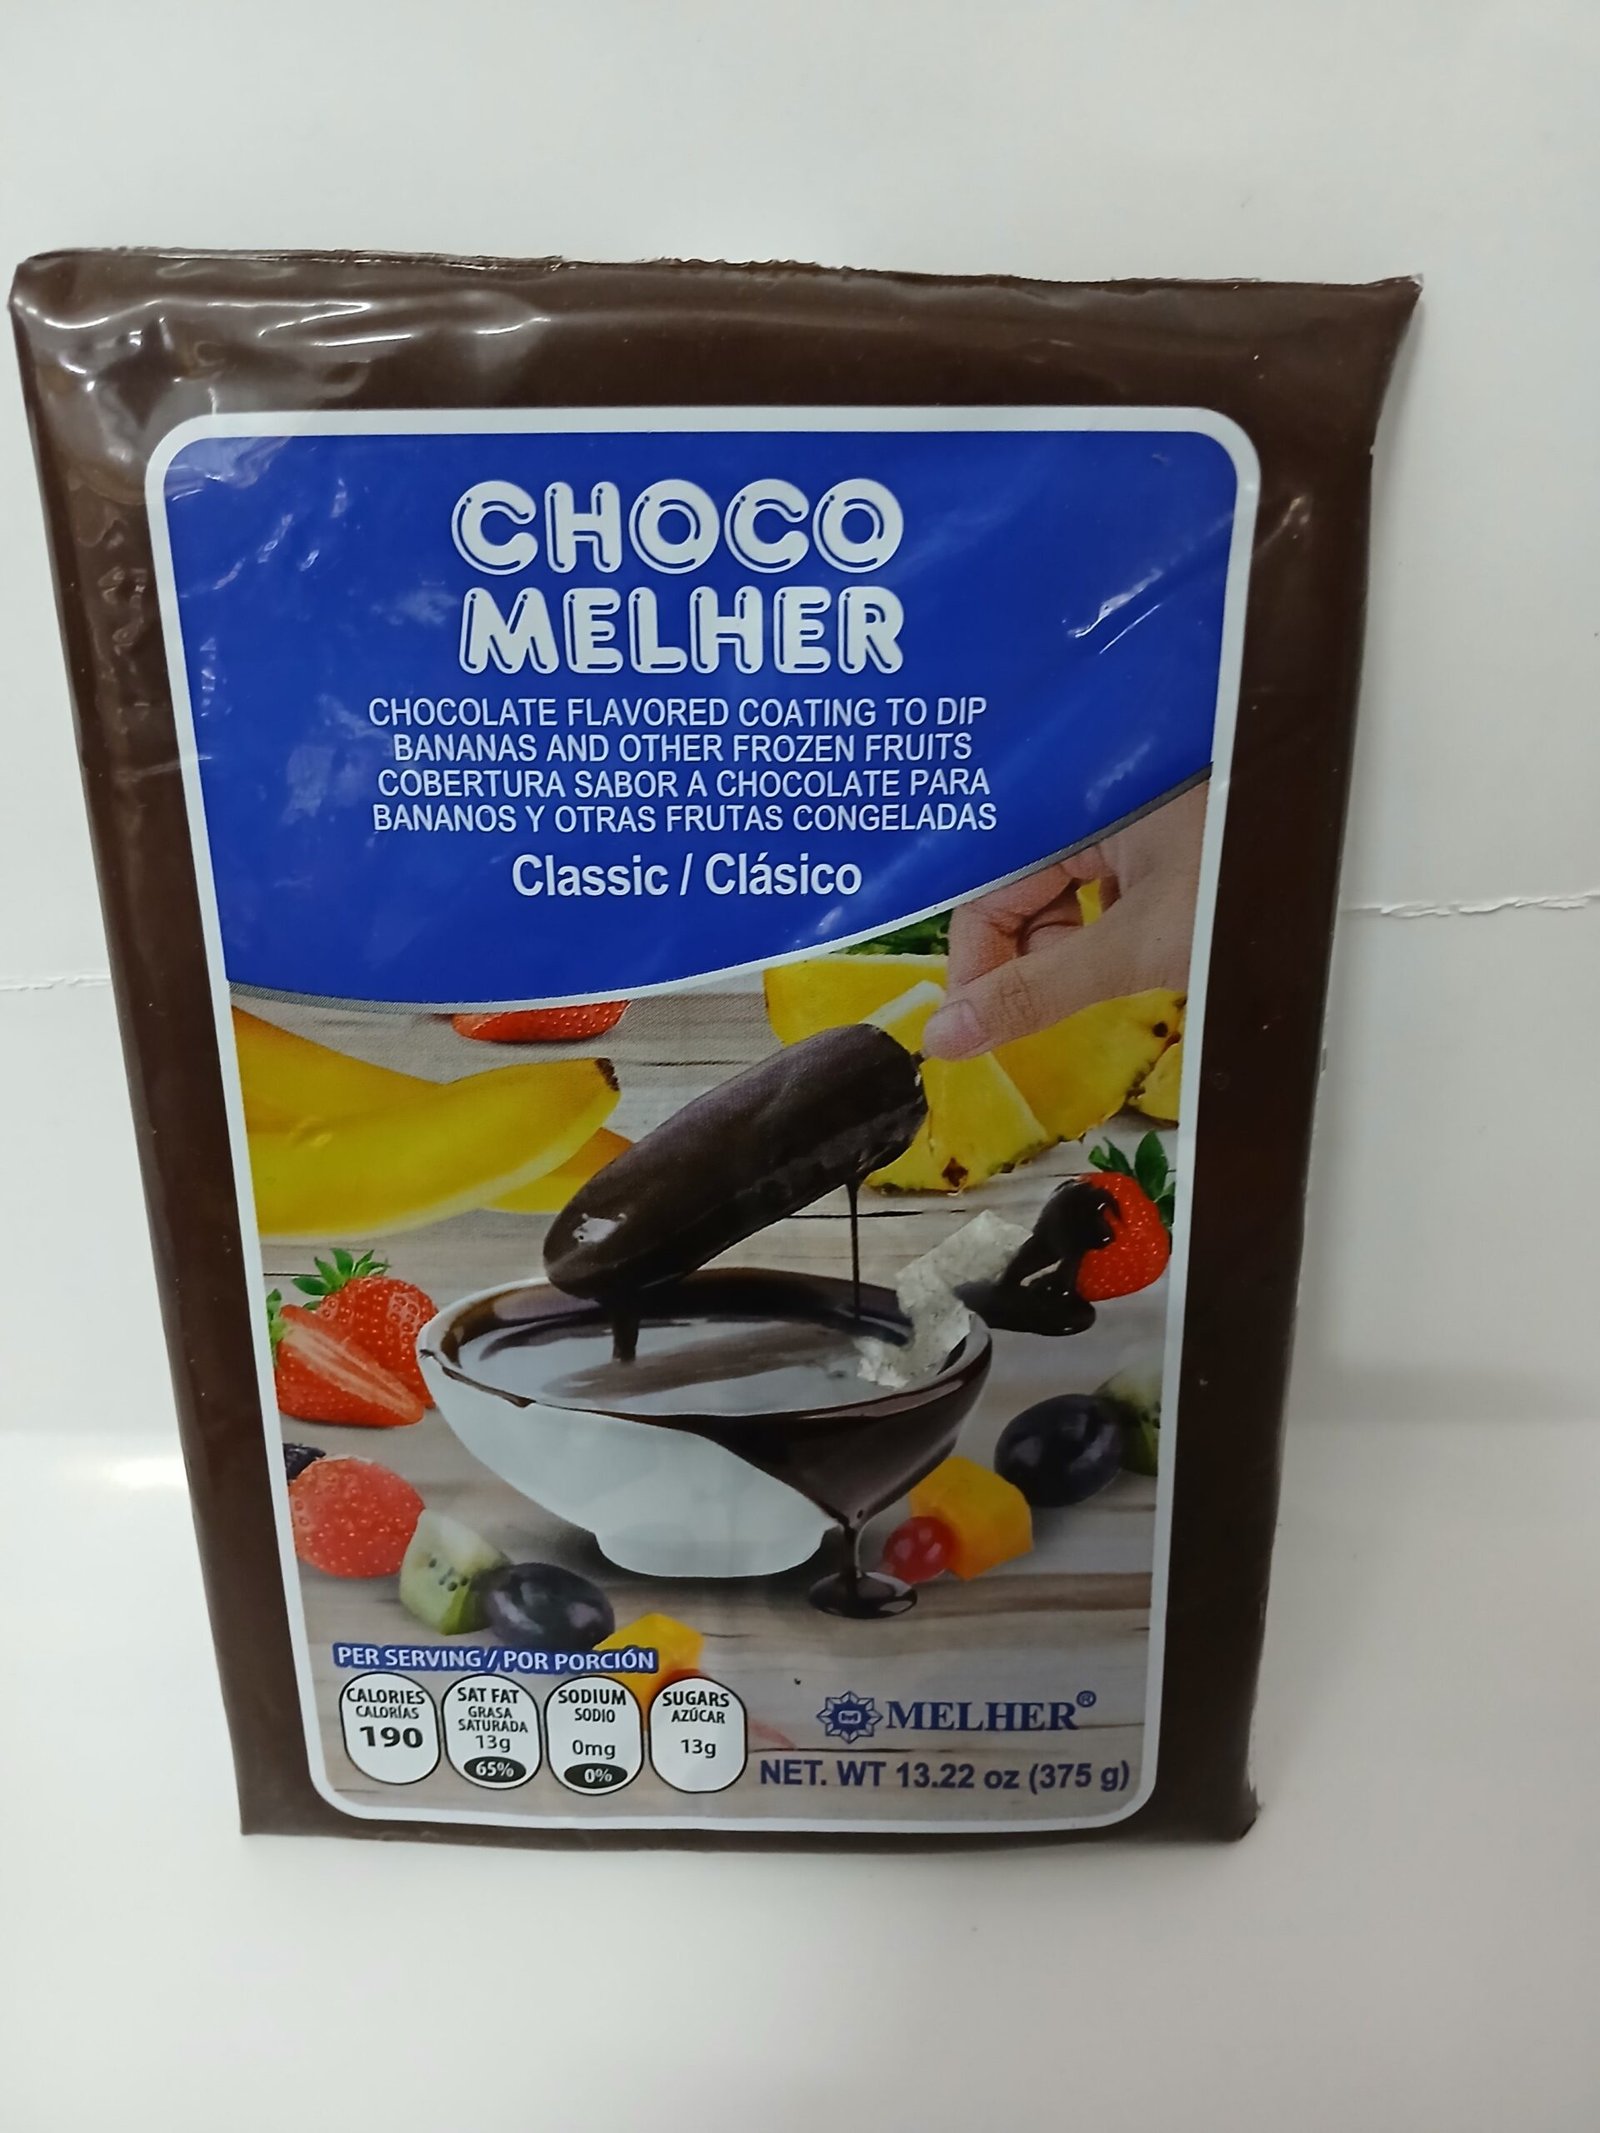 CHOCO
MELHER
CHOCOLATE FLAVORED COATING TO DIP
BANANAS AND OTHER FROZEN FRUITS
COBERTURA SABOR A CHOCOLATE PARA
BANANOS Y OTRAS FRUTAS CONGELADAS
Classic / Clásico
PER SERVING / POR PORCIÓN
CALORIES
CALORÍAS
190
SAT FAT
GRASA
SATURADA
13g
65%
SODIUM
SODIO
0mg
0%
SUGARS
AZÚCAR
13g
MELHER®
NET. WT 13.22 oz (375 g)